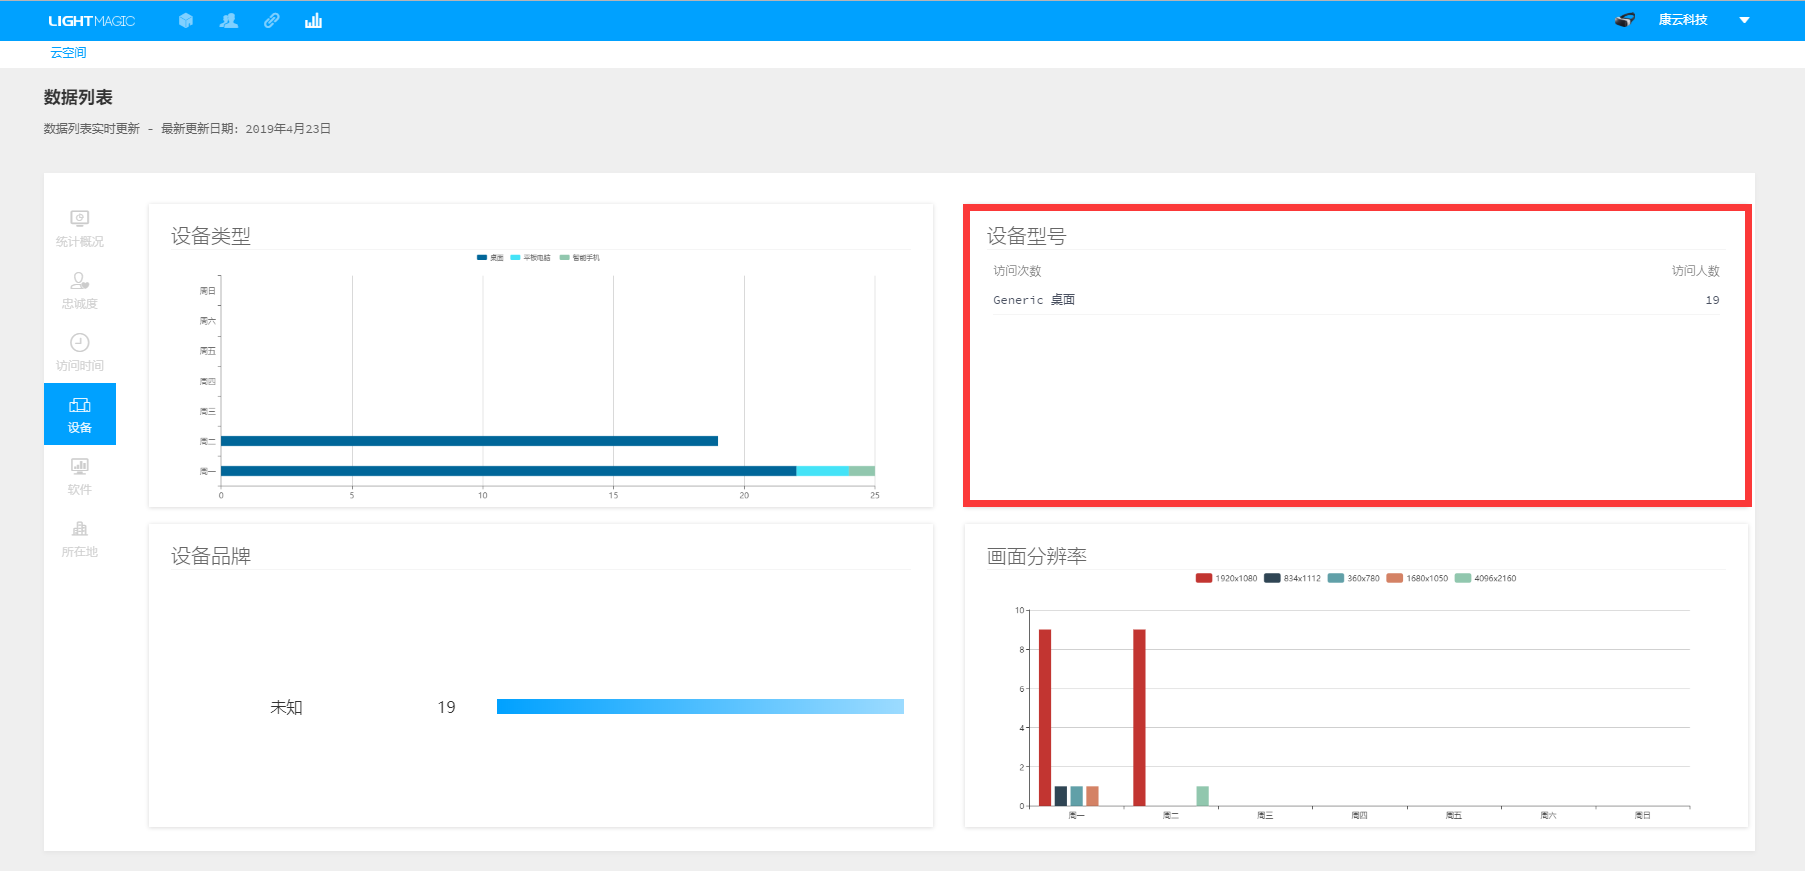 LIGHTMAGIC
康云科技
云空间
数据列表
数据列表实时更新 - 最新更新日期: 2019年4月23日
统计概况
忠诚度
访问时间
设备
软件
所在地
设备类型
桌面 平板电脑 智能手机
周日
周六
周五
周四
周三
周二
周一
0 5 10 15 20 25
设备型号
访问次数 访问人数
Generic 桌面 19
设备品牌
未知 19
画面分辨率
1920x1080 834x1112 360x780 1680x1050 4096x2160
10
8
6
4
2
0
周一 周二 周三 周四 周五 周六 周日